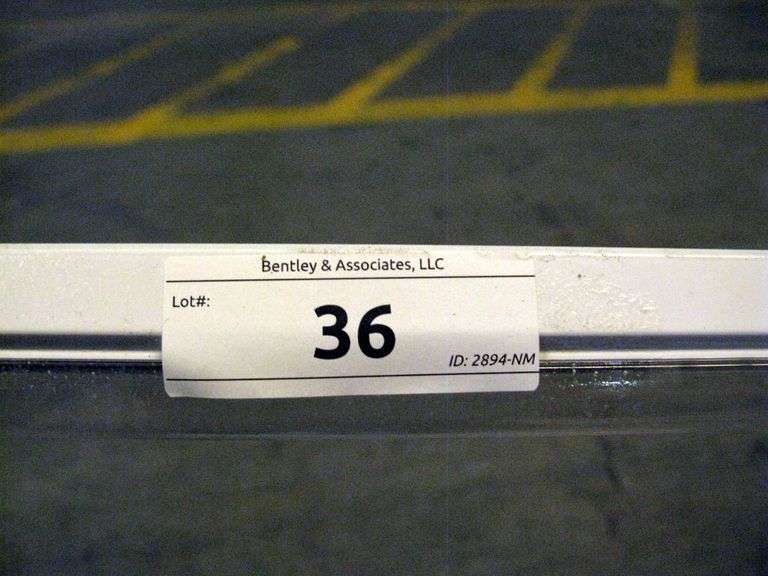 Bentley & Associates, LLC
Lot#:
36
ID: 2894-NM